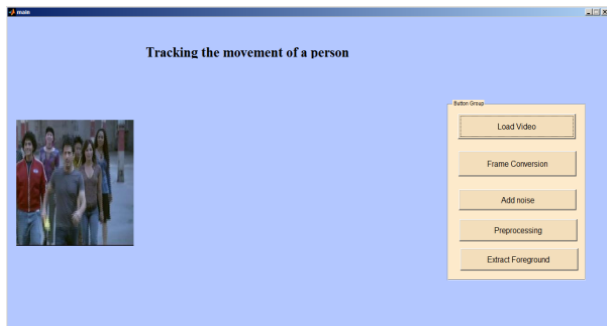 main
Tracking the movement of a person
Button Group
Load Video
Frame Conversion
Add noise
Preprocessing
Extract Foreground